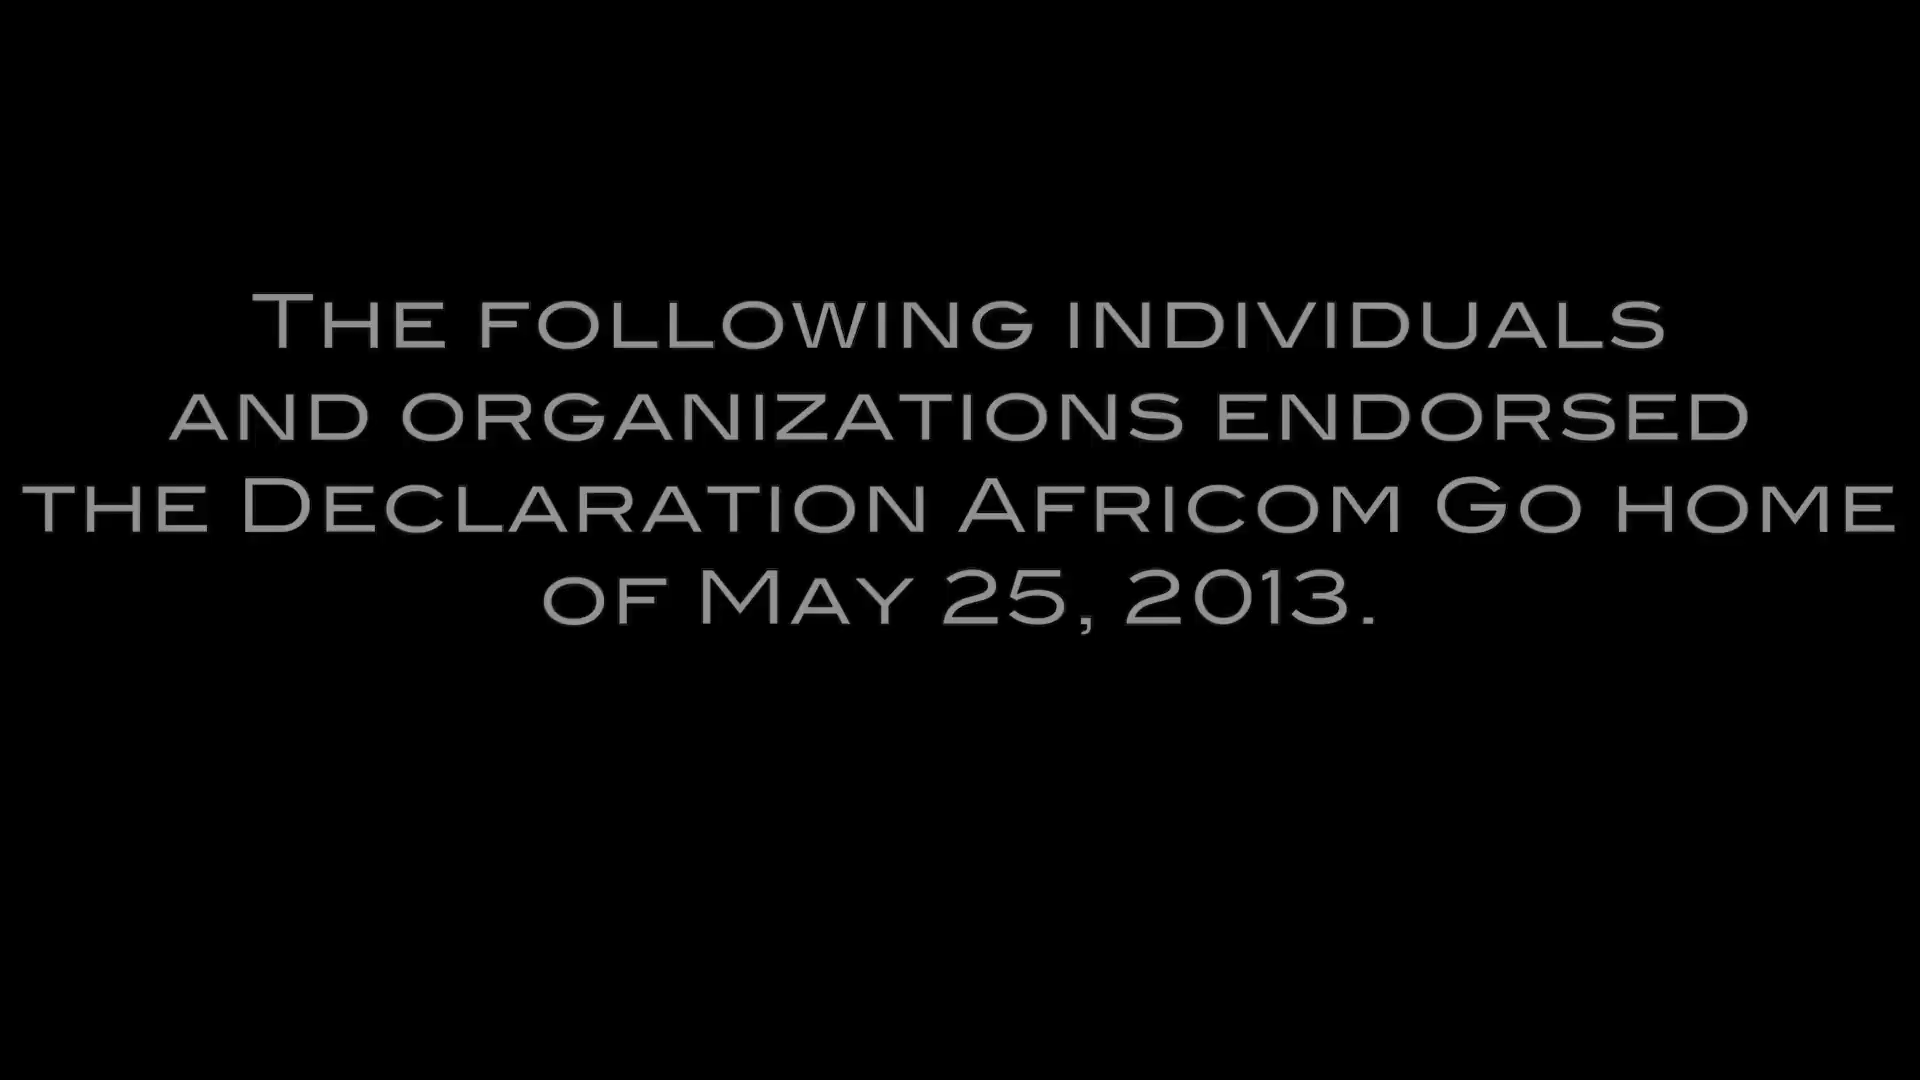 The following individuals
and organizations endorsed
the Declaration Africom Go home
of May 25, 2013.